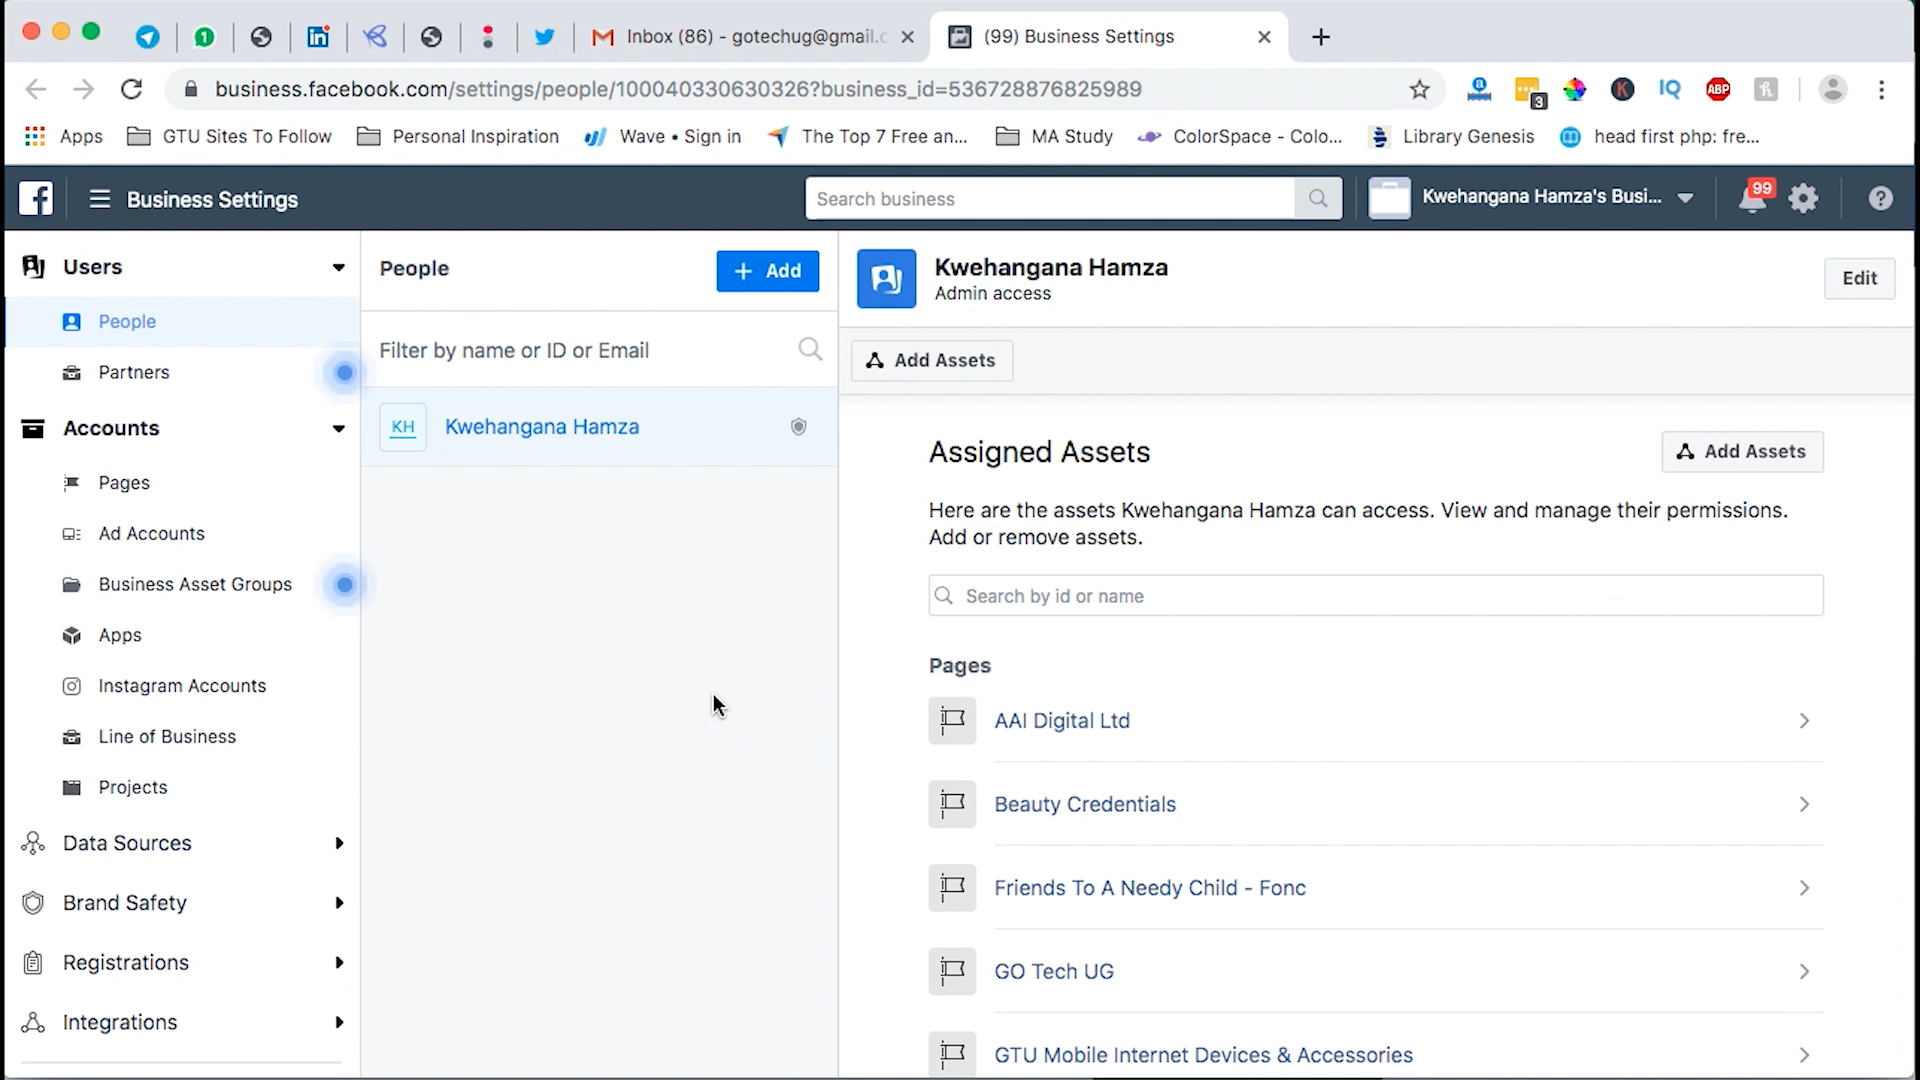 Inbox (86) - gotechug@gmail.c
(99) Business Settings
business.facebook.com/settings/people/100040330630326?business_id=536728876825989
3
K
IQ
ABP
Apps
GTU Sites To Follow
Personal Inspiration
Wave • Sign in
The Top 7 Free an...
MA Study
ColorSpace - Colo...
Library Genesis
head first php: fre...
Business Settings
Search business
Kwehangana Hamza's Busi...
99
Users
People
Partners
Accounts
Pages
Ad Accounts
Business Asset Groups
Apps
Instagram Accounts
Line of Business
Projects
Data Sources
Brand Safety
Registrations
Integrations
People
+ Add
Filter by name or ID or Email
KH
Kwehangana Hamza
Kwehangana Hamza
Admin access
Edit
Add Assets
Assigned Assets
Add Assets
Here are the assets Kwehangana Hamza can access. View and manage their permissions.
Add or remove assets.
Search by id or name
Pages
AAI Digital Ltd
Beauty Credentials
Friends To A Needy Child - Fonc
GO Tech UG
GTU Mobile Internet Devices & Accessories